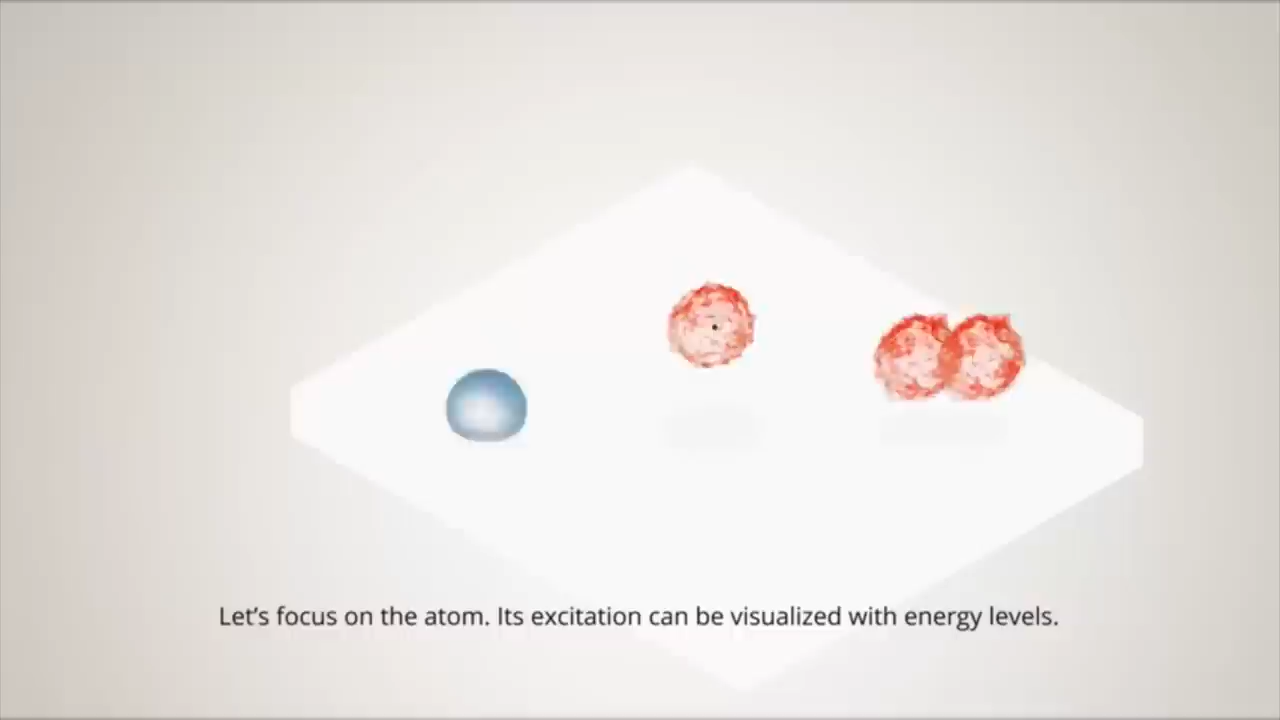 Let’s focus on the atom. Its excitation can be visualized with energy levels.